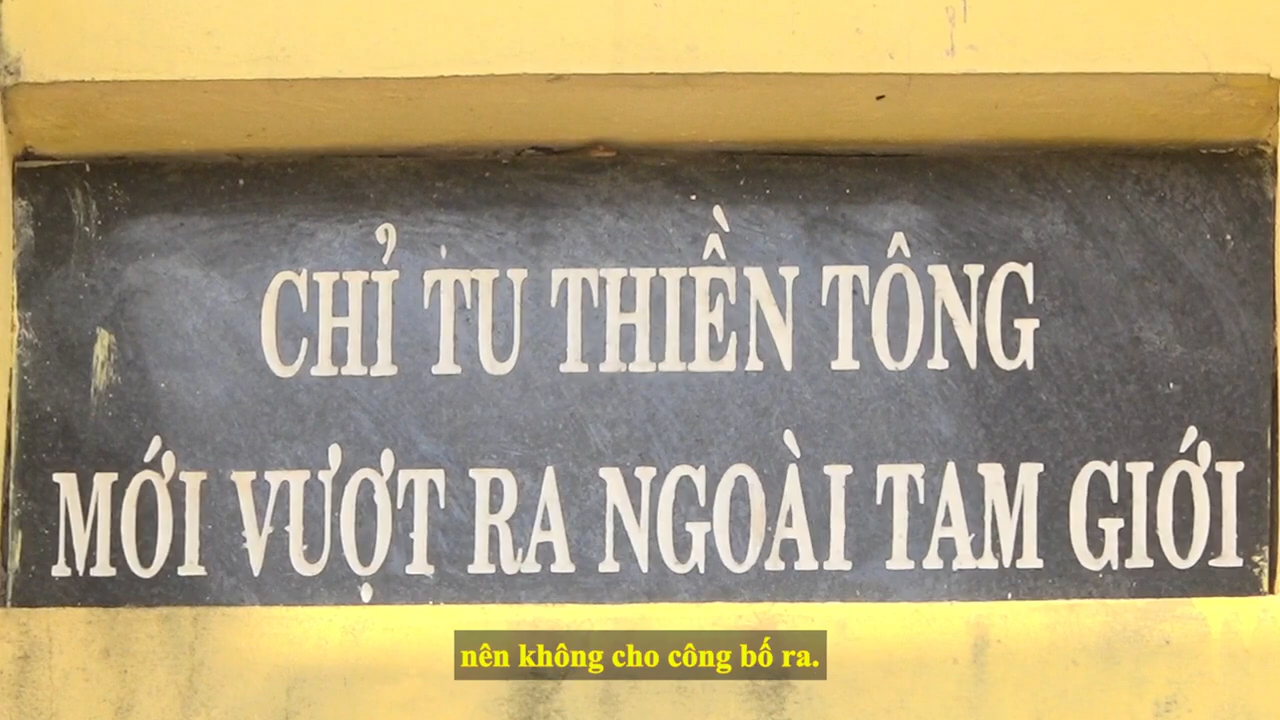 CHỈ TU THIỀN TÔNG
MỚI VƯỢT RA NGOÀI TAM GIỚI
nên không cho công bố ra.